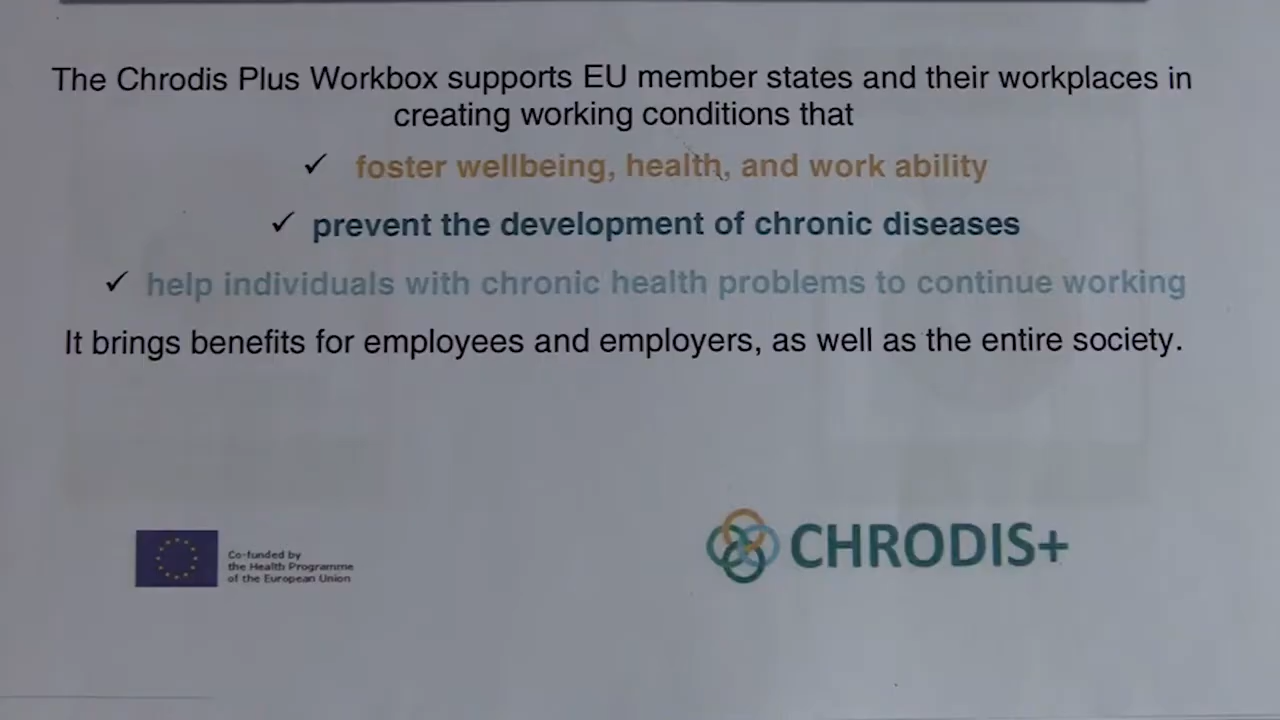 The Chrodis Plus Workbox supports EU member states and their workplaces in
creating working conditions that
✓ foster wellbeing, health, and work ability
✓ prevent the development of chronic diseases
✓ help individuals with chronic health problems to continue working
It brings benefits for employees and employers, as well as the entire society.
Co-funded by
the Health Programme
of the European Union
CHRODIS+